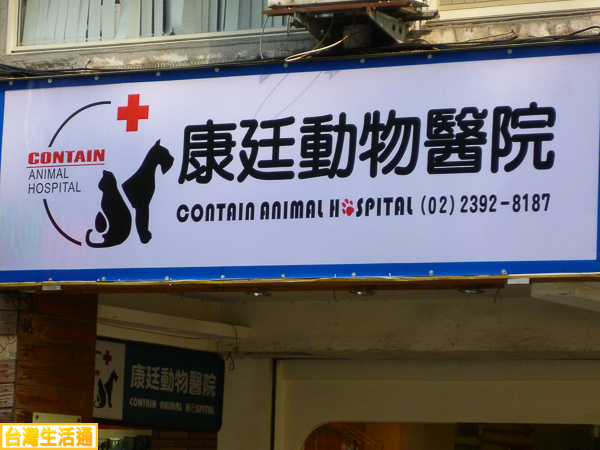 CONTAIN
ANIMAL
HOSPITAL
康廷動物醫院
CONTAIN ANIMAL HOSPITAL (02) 2392-8187
康廷動物醫院
CONTAIN ANIMAL HOSPITAL
台灣生活通